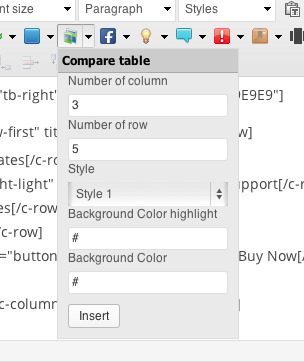 nt size Paragraph Styles
Compare table
Number of column
"tb-right" 3 9E9E9"]
Number of row
v-first" tit 5 w]
ates[/c-r
Style
ht-light" Style 1 upport[/c-r
es[/c-row
Background Color highlight
/c-row] #
="button Background Color Buy Now[/
#
c-column ]
Insert